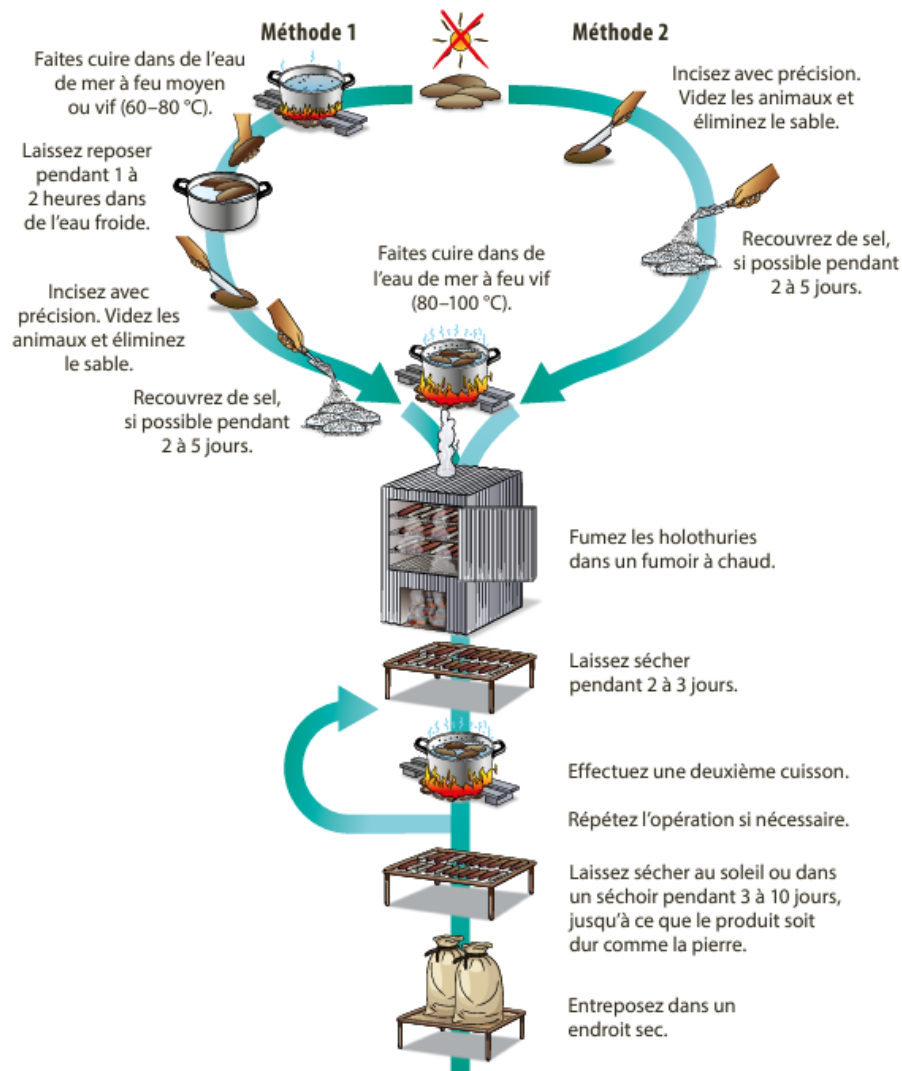 Méthode 1
Faites cuire dans de l'eau
de mer à feu moyen
ou vif (60–80 °C).
Laissez reposer
pendant 1 à
2 heures dans
de l'eau froide.
Incisez avec
précision. Videz les
animaux et éliminez
le sable.
Recouvrez de sel,
si possible pendant
2 à 5 jours.
Méthode 2
Incisez avec précision.
Videz les animaux et
éliminez le sable.
Recouvrez de sel,
si possible pendant
2 à 5 jours.
Faites cuire dans de
l'eau de mer à feu vif
(80–100 °C).
Fumez les holothuries
dans un fumoir à chaud.
Laissez sécher
pendant 2 à 3 jours.
Effectuez une deuxième cuisson.
Répétez l'opération si nécessaire.
Laissez sécher au soleil ou dans
un séchoir pendant 3 à 10 jours,
jusqu'à ce que le produit soit
dur comme la pierre.
Entreposez dans un
endroit sec.